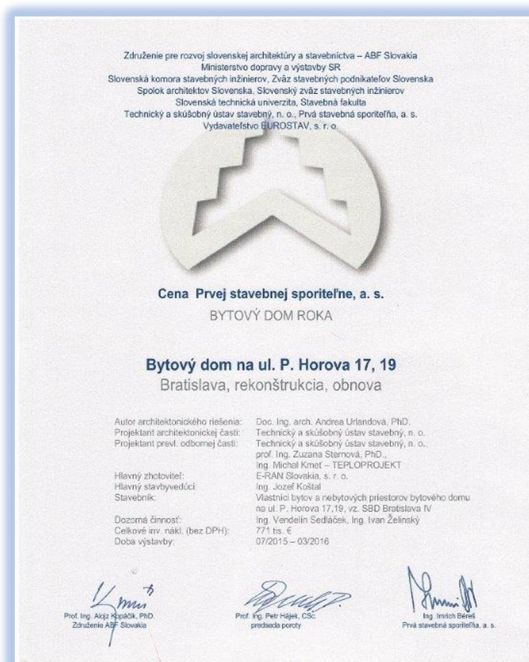 Združenie pre rozvoj slovenskej architektúry a stavebníctva – ABF Slovakia
Ministerstvo dopravy a výstavby SR
Slovenská komora stavebných inžinierov, Zväz stavebných podnikateľov Slovenska
Spolok architektov Slovenska, Slovenský zväz stavebných inžinierov
Slovenská technická univerzita, Stavebná fakulta
Technický a skúšobný ústav stavebný, n. o., Prvá stavebná sporiteľňa, a. s.
Vydavateľstvo EUROSTAV, s. r. o.
Cena Prvej stavebnej sporiteľne, a. s.
BYTOVÝ DOM ROKA
Bytový dom na ul. P. Horova 17, 19
Bratislava, rekonštrukcia, obnova
Autor architektonického riešenia: Doc. Ing. arch. Andrea Urlandová, PhD.
Projektant architektonickej časti: Technický a skúšobný ústav stavebný, n. o.
Projektant prevl. odbornej časti: Technický a skúšobný ústav stavebný, n. o.,
prof. Ing. Zuzana Sternová, PhD.,
Ing. Michal Kmeť – TEPLOPROJEKT
Hlavný zhotoviteľ: E-RAN Slovakia, s. r. o.
Hlavný stavbyvedúci: Ing. Jozef Koštal
Stavebník: Vlastníci bytov a nebytových priestorov bytového domu
na ul. P. Horova 17,19, vz. SBD Bratislava IV
Dozorná činnosť: Ing. Vendelín Sedláček, Ing. Ivan Želinský
Celkové inv. nákl. (bez DPH): 771 tis. €
Doba výstavby: 07/2015 – 03/2016
Prof. Ing. Alojz Kopáčik, PhD.
Združenie ABF Slovakia
Prof. Ing. Petr Hájek, CSc.
predseda poroty
Ing. Imrich Béreš
Prvá stavebná sporiteľňa, a. s.